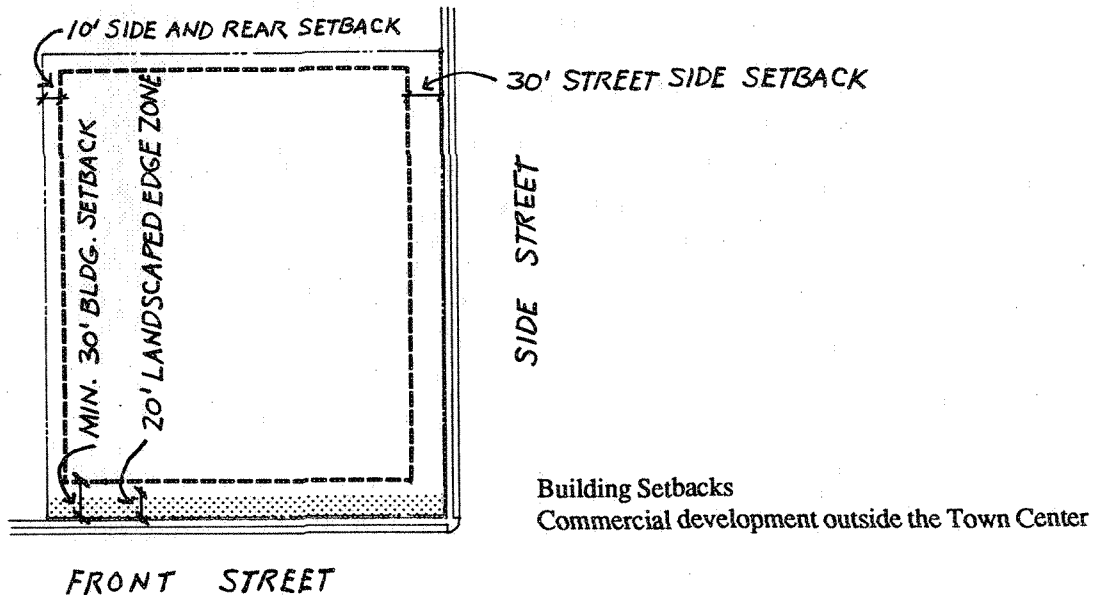 10' SIDE AND REAR SETBACK
30' STREET SIDE SETBACK
MIN. 30' BLDG. SETBACK
20' LANDSCAPED EDGE ZONE
SIDE STREET
Building Setbacks
Commercial development outside the Town Center
FRONT STREET